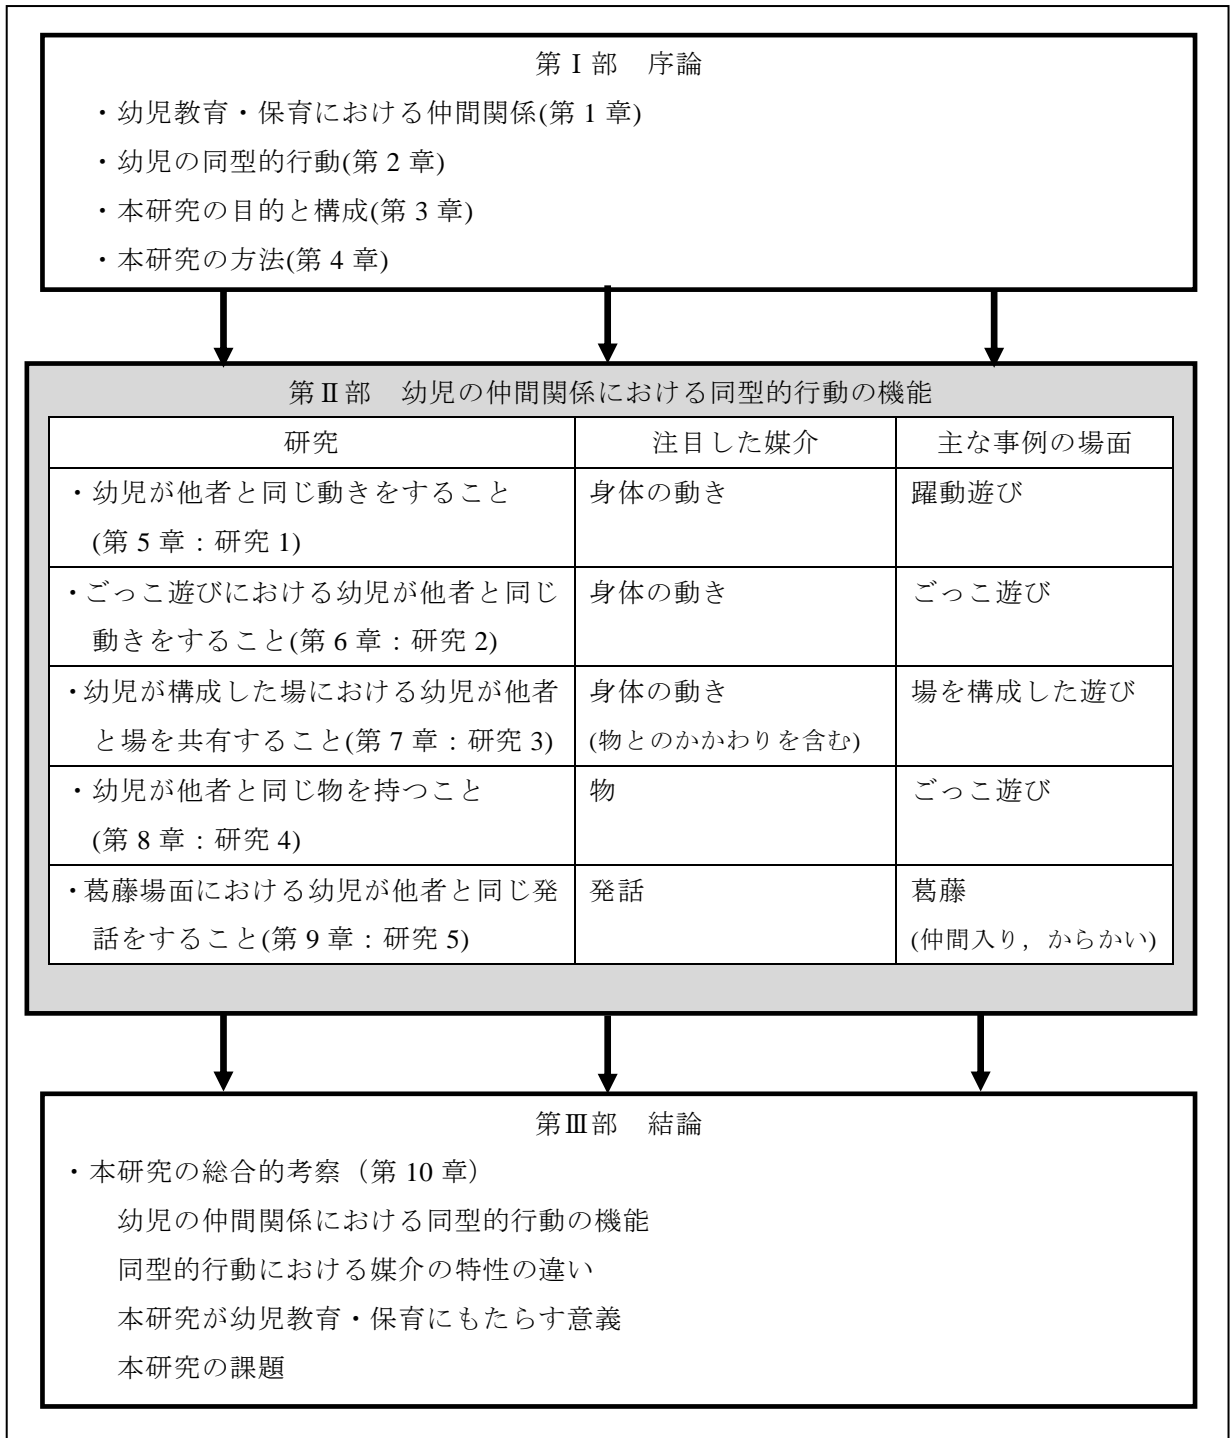 第Ⅰ部　序論
・幼児教育・保育における仲間関係(第 1 章)
・幼児の同型的行動(第 2 章)
・本研究の目的と構成(第 3 章)
・本研究の方法(第 4 章)
第Ⅱ部　幼児の仲間関係における同型的行動の機能
研究　注目した媒介　主な事例の場面
・幼児が他者と同じ動きをすること　身体の動き　躍動遊び
(第 5 章：研究 1)
・ごっこ遊びにおける幼児が他者と同じ　身体の動き　ごっこ遊び
動きをすること(第 6 章：研究 2)
・幼児が構成した場における幼児が他者　身体の動き　場を構成した遊び
と場を共有すること(第 7 章：研究 3)　(物とのかかわりを含む)
・幼児が他者と同じ物を持つこと　物　ごっこ遊び
(第 8 章：研究 4)
・葛藤場面における幼児が他者と同じ発　発話　葛藤
話をすること(第 9 章：研究 5)　(仲間入り，からかい)
第Ⅲ部　結論
・本研究の総合的考察（第 10 章）
幼児の仲間関係における同型的行動の機能
同型的行動における媒介の特性の違い
本研究が幼児教育・保育にもたらす意義
本研究の課題